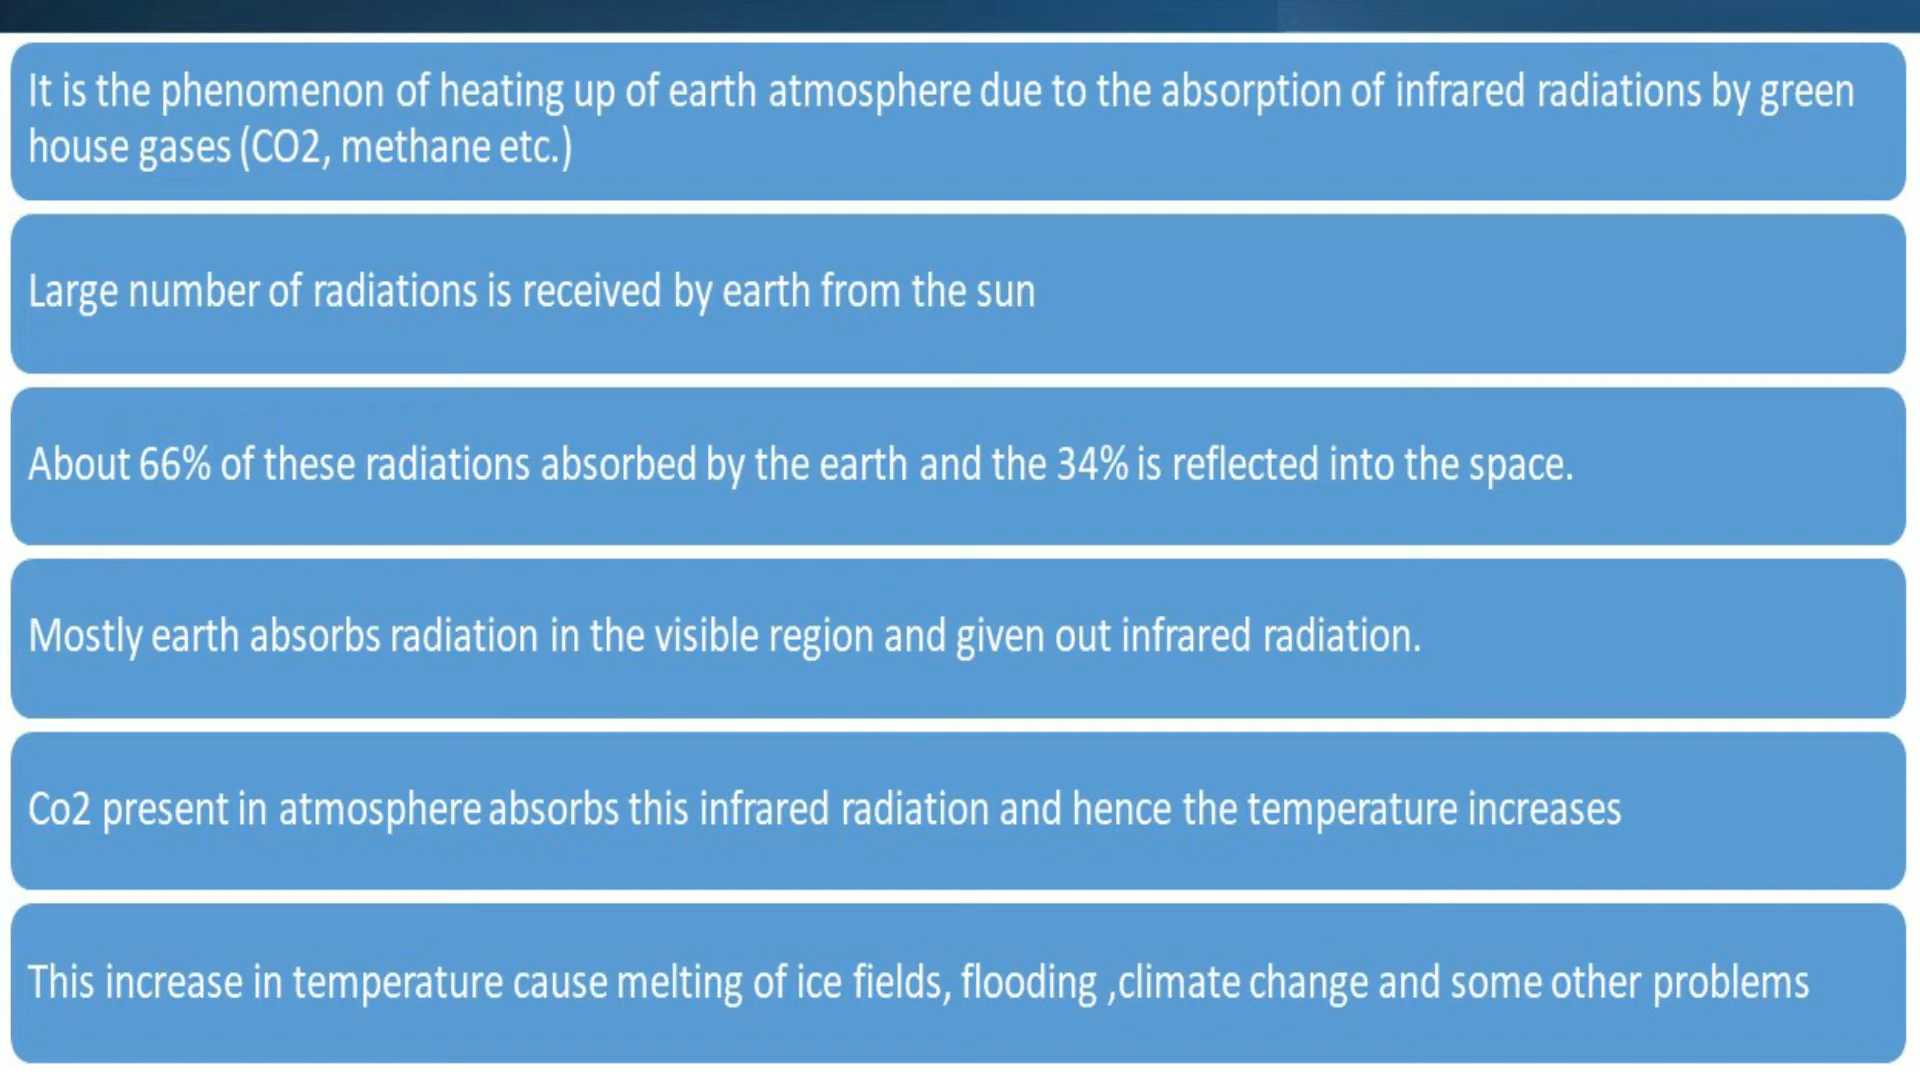 It is the phenomenon of heating up of earth atmosphere due to the absorption of infrared radiations by green
house gases (CO2, methane etc.)
Large number of radiations is received by earth from the sun
About 66% of these radiations absorbed by the earth and the 34% is reflected into the space.
Mostly earth absorbs radiation in the visible region and given out infrared radiation.
Co2 present in atmosphere absorbs this infrared radiation and hence the temperature increases
This increase in temperature cause melting of ice fields, flooding ,climate change and some other problems